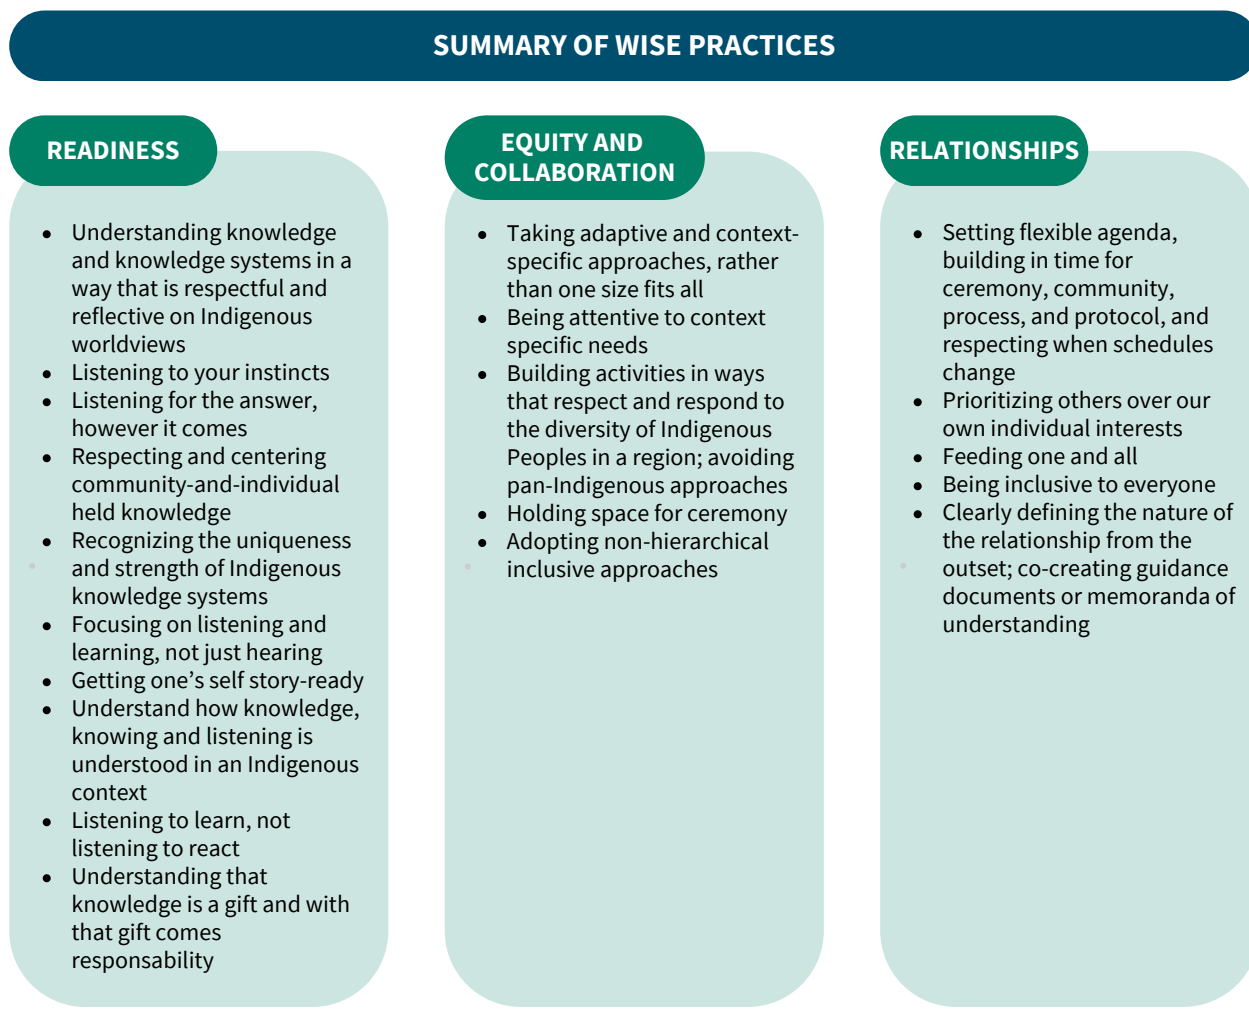 SUMMARY OF WISE PRACTICES
READINESS
• Understanding knowledge
and knowledge systems in a
way that is respectful and
reflective on Indigenous
worldviews
• Listening to your instincts
• Listening for the answer,
however it comes
• Respecting and centering
community-and-individual
held knowledge
• Recognizing the uniqueness
and strength of Indigenous
knowledge systems
• Focusing on listening and
learning, not just hearing
• Getting one’s self story-ready
• Understand how knowledge,
knowing and listening is
understood in an Indigenous
context
• Listening to learn, not
listening to react
• Understanding that
knowledge is a gift and with
that gift comes
responsability
EQUITY AND
COLLABORATION
• Taking adaptive and context-
specific approaches, rather
than one size fits all
• Being attentive to context
specific needs
• Building activities in ways
that respect and respond to
the diversity of Indigenous
Peoples in a region; avoiding
pan-Indigenous approaches
• Holding space for ceremony
• Adopting non-hierarchical
inclusive approaches
RELATIONSHIPS
• Setting flexible agenda,
building in time for
ceremony, community,
process, and protocol, and
respecting when schedules
change
• Prioritizing others over our
own individual interests
• Feeding one and all
• Being inclusive to everyone
• Clearly defining the nature of
the relationship from the
outset; co-creating guidance
documents or memoranda of
understanding